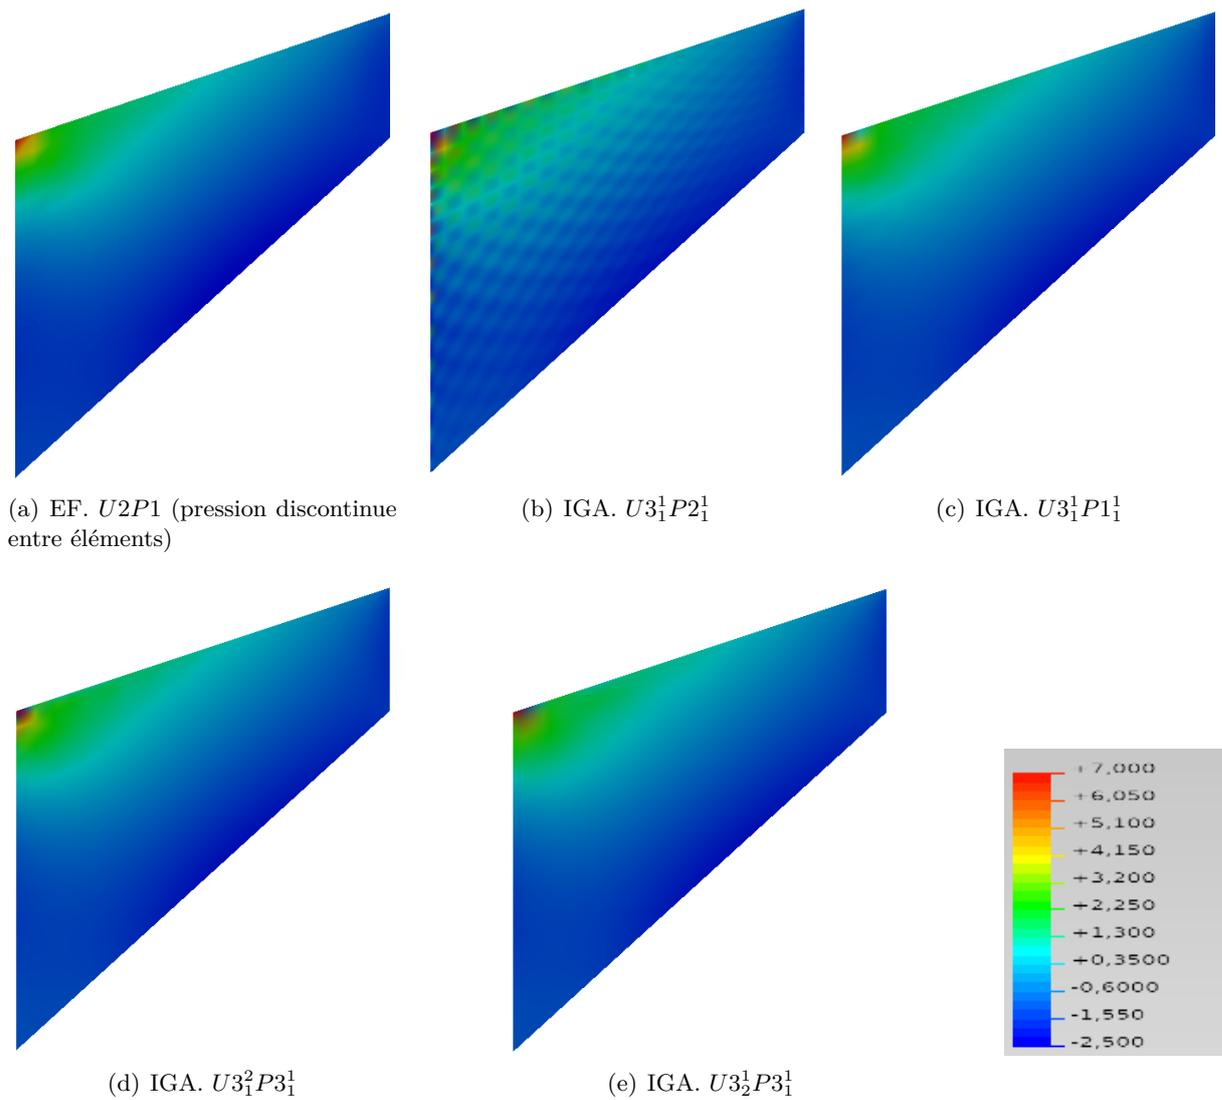 (a) EF. U2P1 (pression discontinue
entre éléments)
(b) IGA. U3₁¹P2₁¹
(c) IGA. U3₁¹P1₁¹
+7,000
+6,050
+5,100
+4,150
+3,200
+2,250
+1,300
+0,3500
-0,6000
-1,550
-2,500
(d) IGA. U3₁²P3₁¹
(e) IGA. U3₂¹P3₁¹